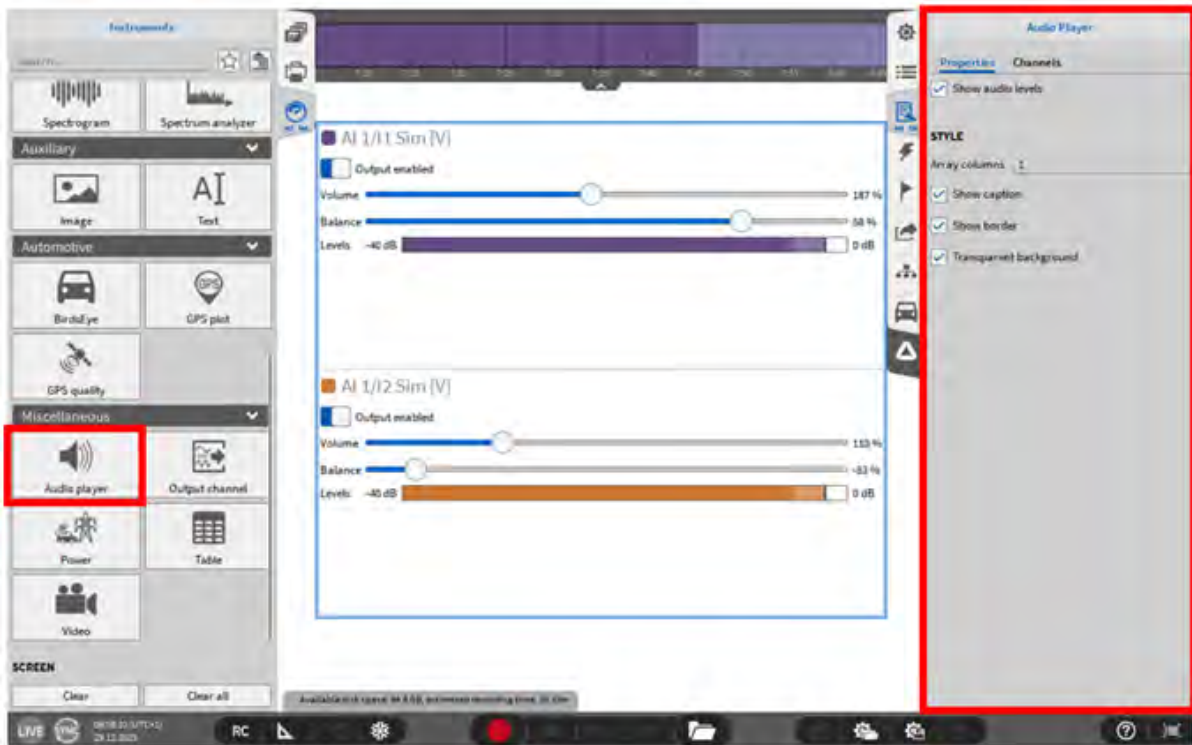 Instruments
Spectrogram
Spectrum analyzer
Auxiliary
AI
Image
Text
Automotive
GPS
BirdsEye
GPS plot
GPS quality
Miscellaneous
Audio player
Output channel
Power
Table
Video
SCREEN
Clear
Clear all
AI 1/I1 Sim [V]
Output enabled
Volume
187 %
Balance
Levels
-40 dB
0 dB
AI 1/I2 Sim [V]
Output enabled
Volume
Balance
Levels
-40 dB
0 dB
Audio Player
Properties
Channels
Show audio levels
STYLE
Array columns
1
Show caption
Show border
Transparent background
LIVE
SYNC
RC